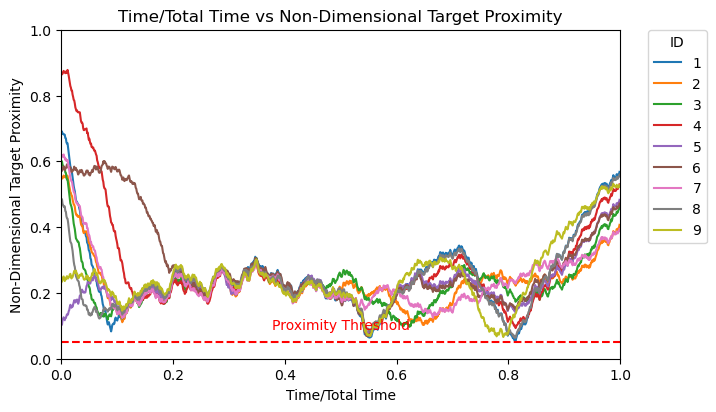 Time/Total Time vs Non-Dimensional Target Proximity
Non-Dimensional Target Proximity
1.0
0.8
0.6
0.4
0.2
0.0
Proximity Threshold
0.0 0.2 0.4 0.6 0.8 1.0
Time/Total Time
ID
1
2
3
4
5
6
7
8
9